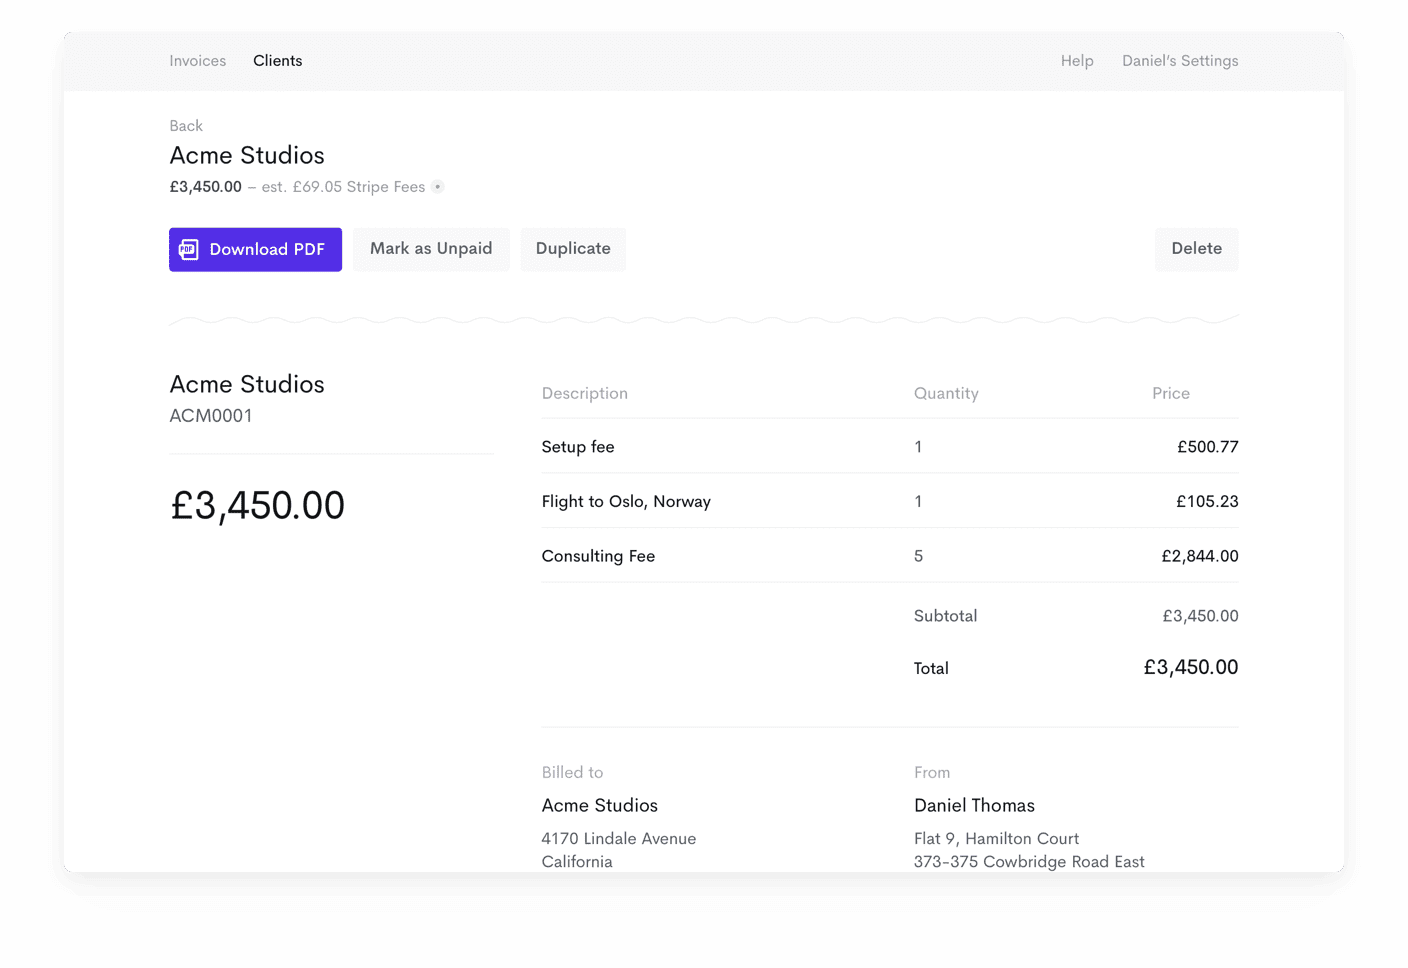 Invoices Clients Help Daniel's Settings
Back
Acme Studios
£3,450.00 – est. £69.05 Stripe Fees
PDF Download PDF Mark as Unpaid Duplicate Delete
Acme Studios
ACM0001
£3,450.00
Description Quantity Price
Setup fee 1 £500.77
Flight to Oslo, Norway 1 £105.23
Consulting Fee 5 £2,844.00
Subtotal £3,450.00
Total £3,450.00
Billed to
Acme Studios
4170 Lindale Avenue
California
From
Daniel Thomas
Flat 9, Hamilton Court
373-375 Cowbridge Road East